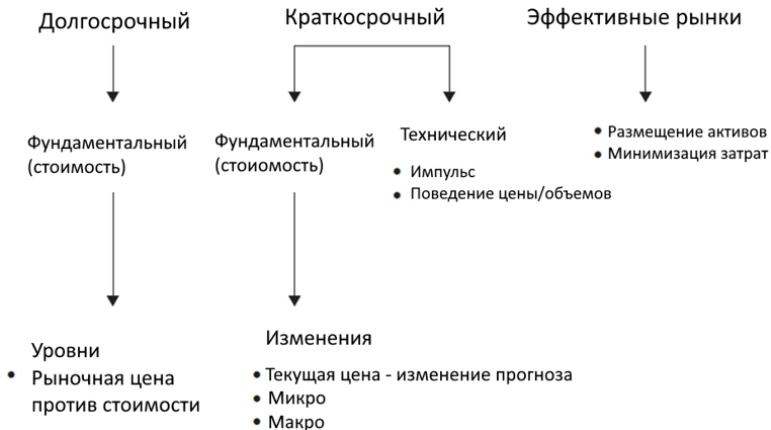 Долгосрочный
Краткосрочный
Эффективные рынки
Фундаментальный
(стоимость)
Фундаментальный
(стоиомость)
Технический
• Импульс
• Поведение цены/объемов
• Размещение активов
• Минимизация затрат
Уровни
• Рыночная цена
против стоимости
Изменения
• Текущая цена - изменение прогноза
• Микро
• Макро